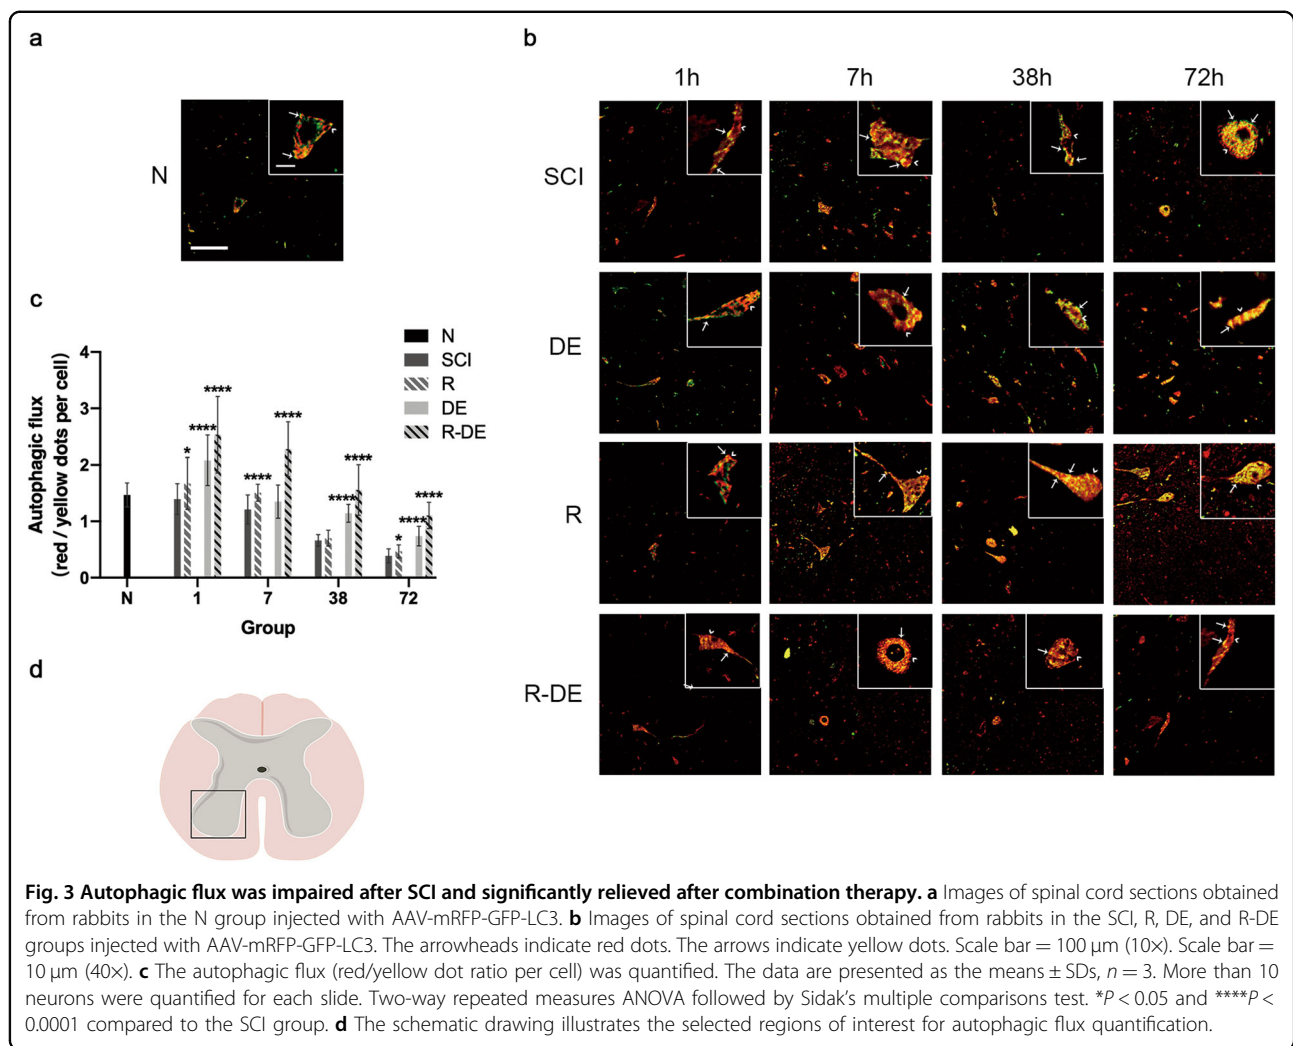 a
N
b
1h 7h 38h 72h
SCI
DE
R
R-DE
c
N
SCI
R
DE
R-DE
Autophagic flux
(red / yellow dots per cell)
4
3
2
1
0
* **** ****
**** ****
**** ****
* **** ****
N 1 7 38 72
Group
d
Fig. 3 Autophagic flux was impaired after SCI and significantly relieved after combination therapy. a Images of spinal cord sections obtained
from rabbits in the N group injected with AAV-mRFP-GFP-LC3. b Images of spinal cord sections obtained from rabbits in the SCI, R, DE, and R-DE
groups injected with AAV-mRFP-GFP-LC3. The arrowheads indicate red dots. The arrows indicate yellow dots. Scale bar = 100 μm (10×). Scale bar =
10 μm (40×). c The autophagic flux (red/yellow dot ratio per cell) was quantified. The data are presented as the means ± SDs, n = 3. More than 10
neurons were quantified for each slide. Two-way repeated measures ANOVA followed by Sidak's multiple comparisons test. *P < 0.05 and ****P <
0.0001 compared to the SCI group. d The schematic drawing illustrates the selected regions of interest for autophagic flux quantification.